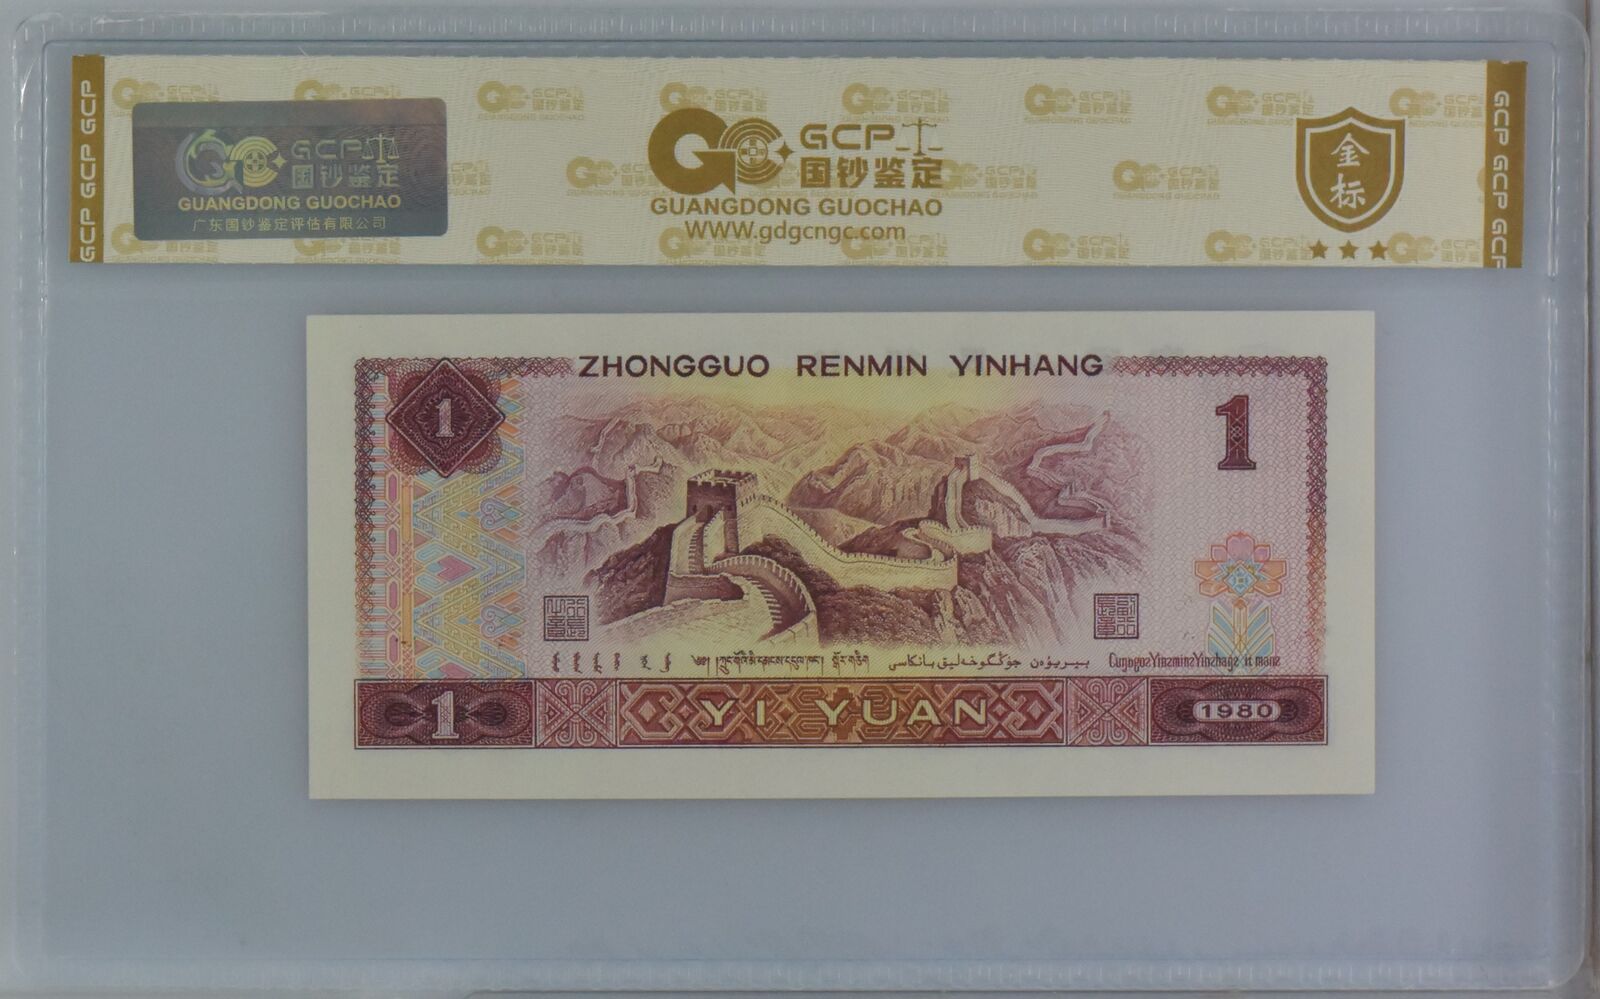 GCP GCP GCP
GCP
国钞鉴定
GUANGDONG GUOCHAO
广东国钞鉴定评估有限公司
GCP
国钞鉴定
GUANGDONG GUOCHAO
WWW.gdgcngc.com
金标
GCP GCP GCP
ZHONGGUO RENMIN YINHANG
1
1
YI YUAN
1
1980